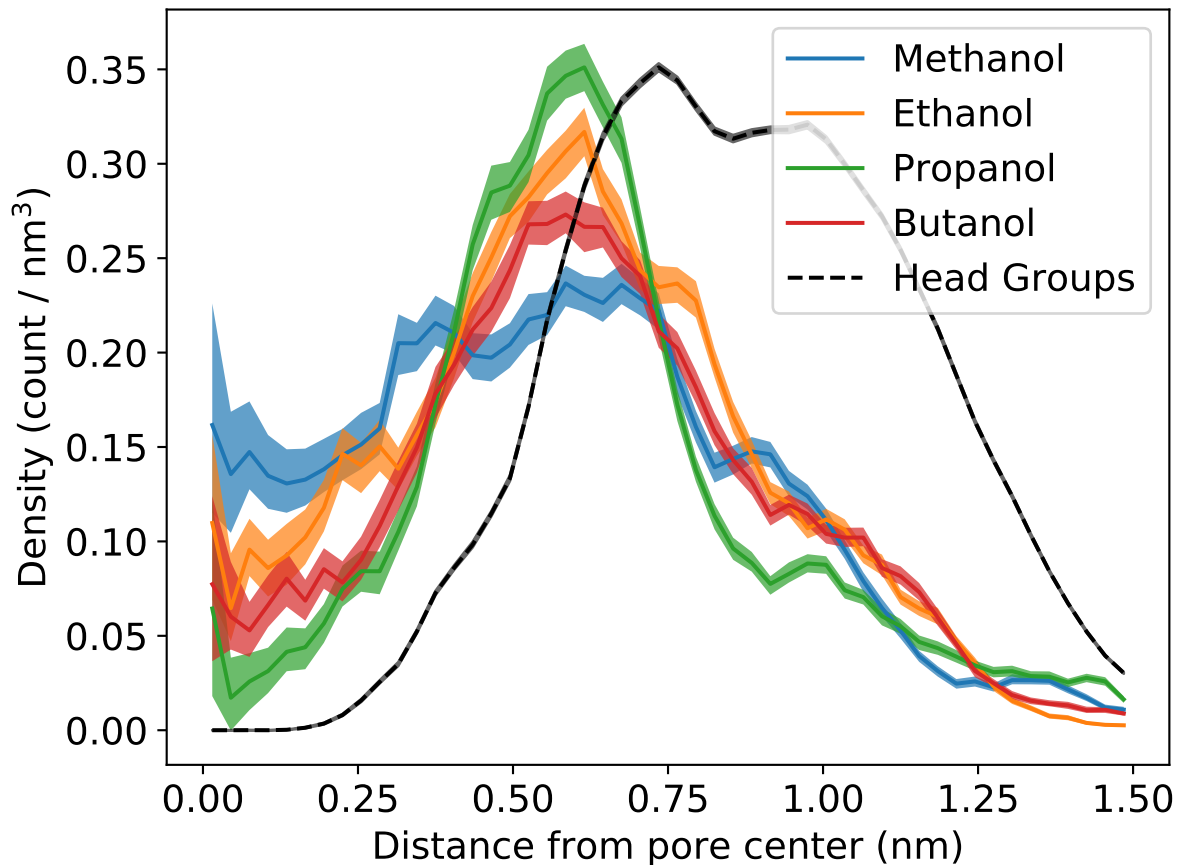 Density (count / nm³)
0.35
0.30
0.25
0.20
0.15
0.10
0.05
0.00
Methanol
Ethanol
Propanol
Butanol
Head Groups
0.00 0.25 0.50 0.75 1.00 1.25 1.50
Distance from pore center (nm)